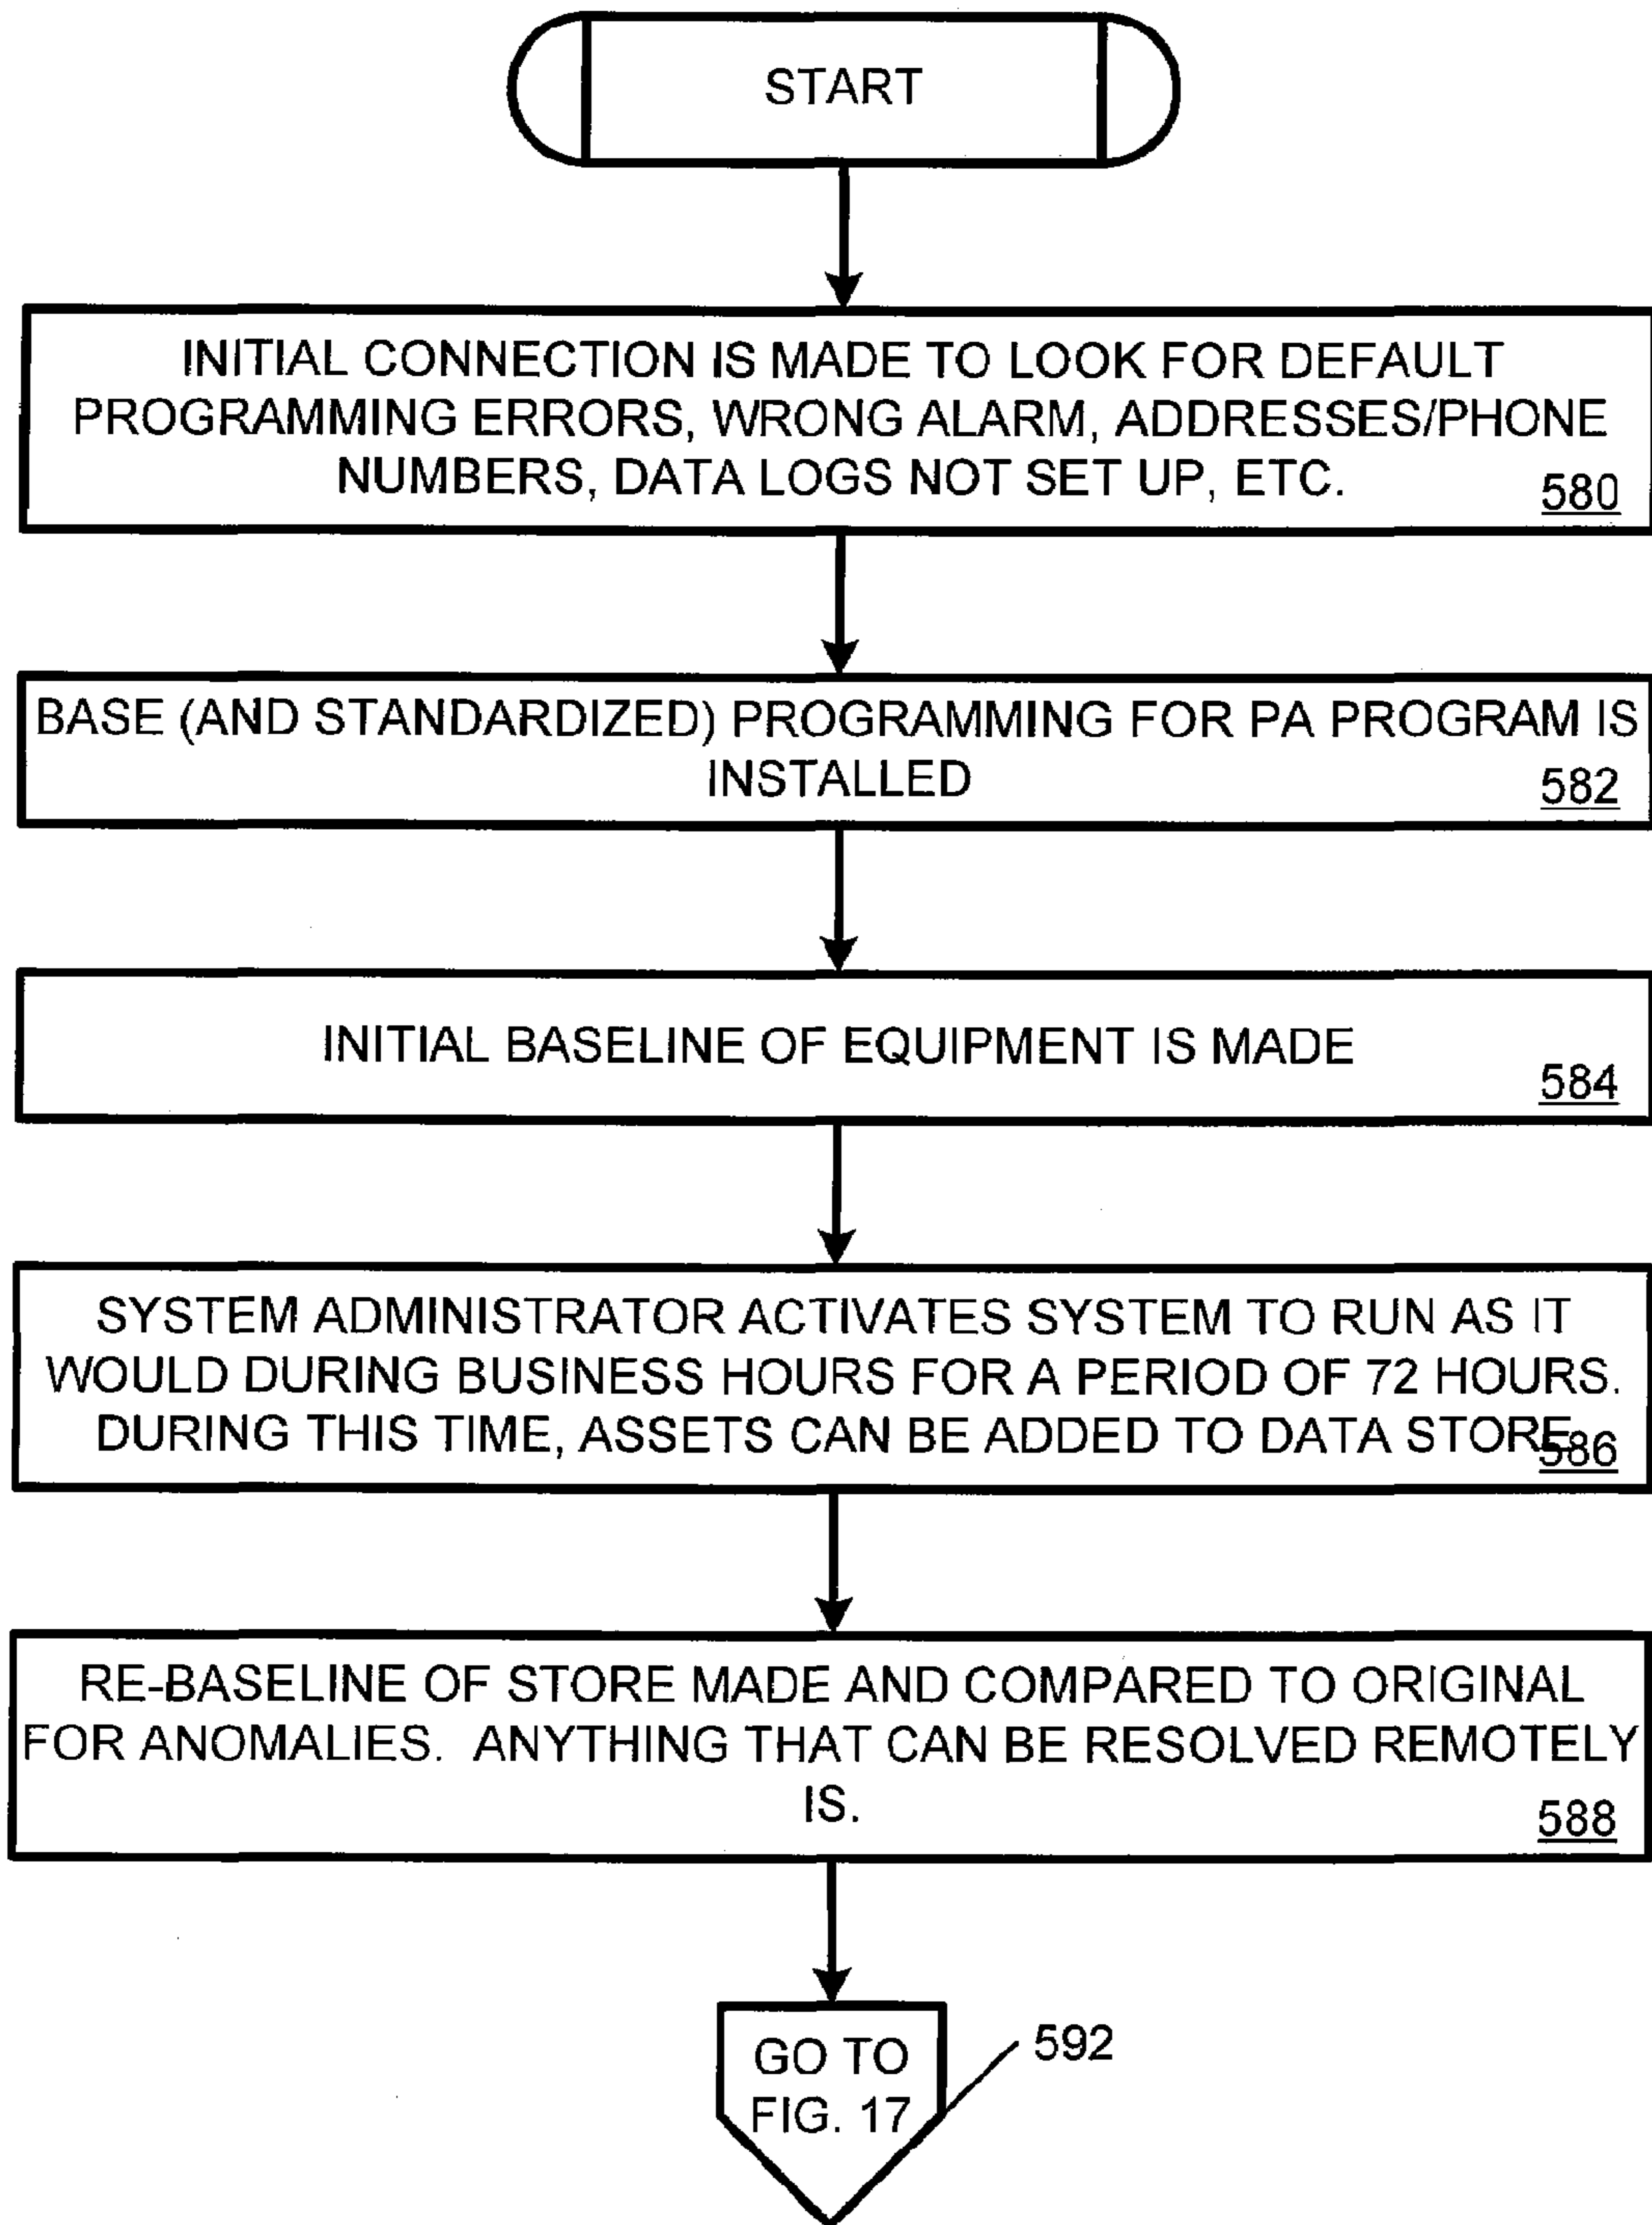 START
INITIAL CONNECTION IS MADE TO LOOK FOR DEFAULT
PROGRAMMING ERRORS, WRONG ALARM, ADDRESSES/PHONE
NUMBERS, DATA LOGS NOT SET UP, ETC.
580
BASE (AND STANDARDIZED) PROGRAMMING FOR PA PROGRAM IS
INSTALLED
582
INITIAL BASELINE OF EQUIPMENT IS MADE
584
SYSTEM ADMINISTRATOR ACTIVATES SYSTEM TO RUN AS IT
WOULD DURING BUSINESS HOURS FOR A PERIOD OF 72 HOURS.
DURING THIS TIME, ASSETS CAN BE ADDED TO DATA STORE
586
RE-BASELINE OF STORE MADE AND COMPARED TO ORIGINAL
FOR ANOMALIES. ANYTHING THAT CAN BE RESOLVED REMOTELY
IS.
588
GO TO
FIG. 17
592